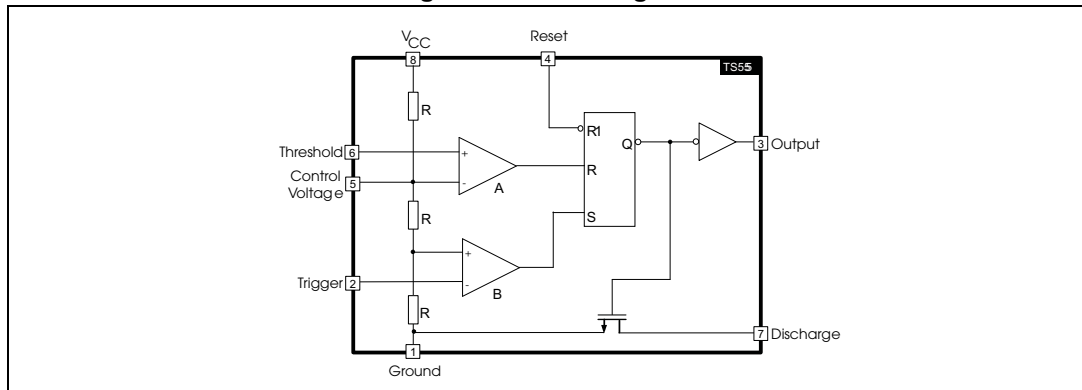 VCC
Reset
8
4
TS555
R
R1
Threshold
6
+
Q
3
Output
Control
Voltage
5
-
A
R
R
S
+
Trigger
2
-
B
R
7
Discharge
1
Ground